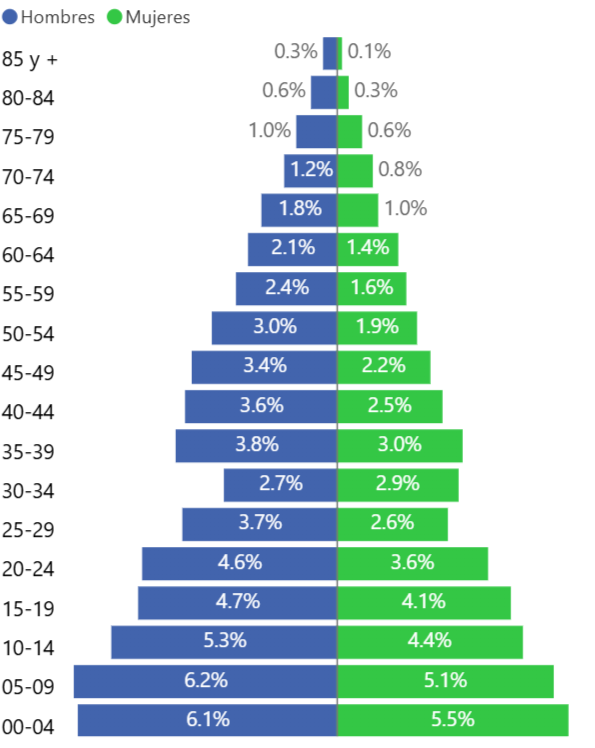 Hombres Mujeres
85 y + 0.3% 0.1%
80-84 0.6% 0.3%
75-79 1.0% 0.6%
70-74 1.2% 0.8%
65-69 1.8% 1.0%
60-64 2.1% 1.4%
55-59 2.4% 1.6%
50-54 3.0% 1.9%
45-49 3.4% 2.2%
40-44 3.6% 2.5%
35-39 3.8% 3.0%
30-34 2.7% 2.9%
25-29 3.7% 2.6%
20-24 4.6% 3.6%
15-19 4.7% 4.1%
10-14 5.3% 4.4%
05-09 6.2% 5.1%
00-04 6.1% 5.5%